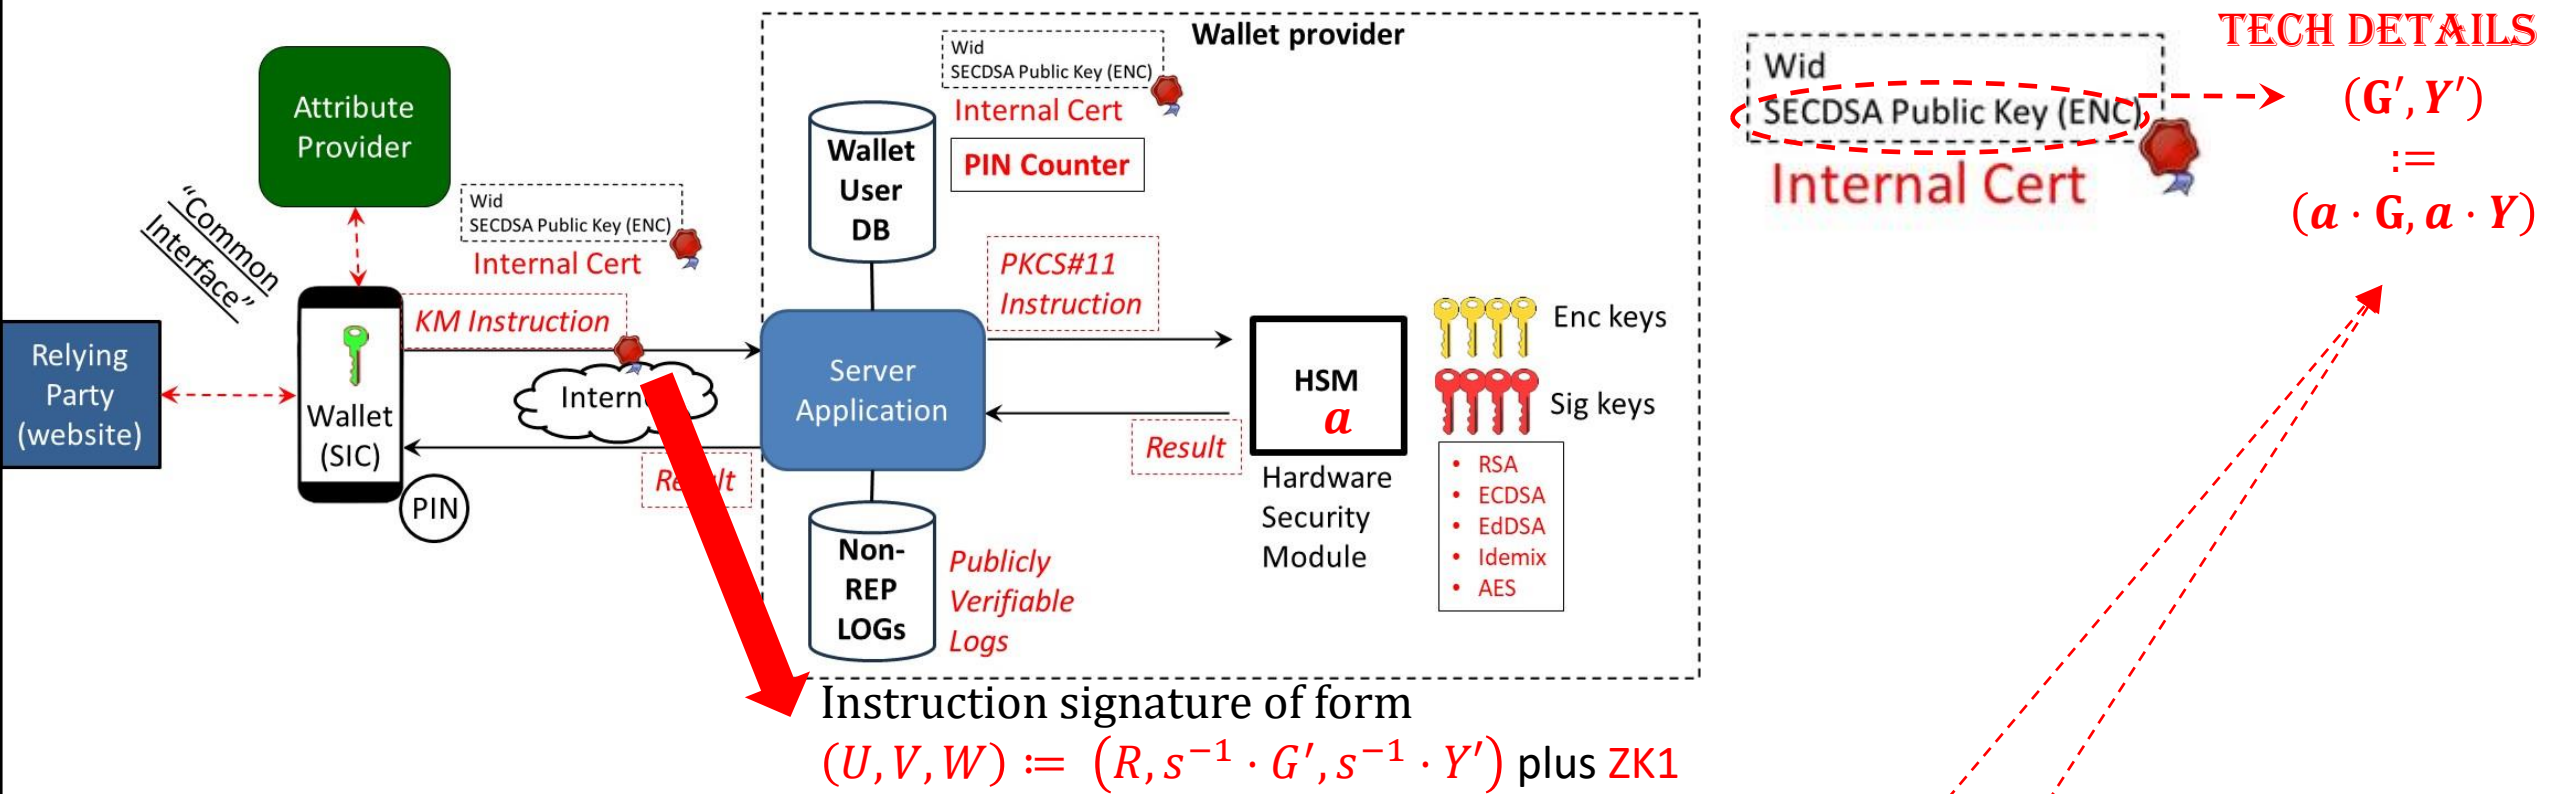 Wallet provider
TECH DETAILS
Attribute
Provider
"Common
Interface"
Wid
SECDSA Public Key (ENC)
Internal Cert
Relying
Party
(website)
Wallet
(SIC)
PIN
KM Instruction
Internet
Result
Wid
SECDSA Public Key (ENC)
Internal Cert
PIN Counter
Wallet
User
DB
Server
Application
Non-
REP
LOGs
Publicly
Verifiable
Logs
PKCS#11
Instruction
Result
HSM
a
Hardware
Security
Module
Enc keys
Sig keys
• RSA
• ECDSA
• EdDSA
• Idemix
• AES
Wid
SECDSA Public Key (ENC)
Internal Cert
(G′, Y′)
:=
(a · G, a · Y)
Instruction signature of form
(U, V, W) ≔ (R, s⁻¹ · G′, s⁻¹ · Y′) plus ZK1